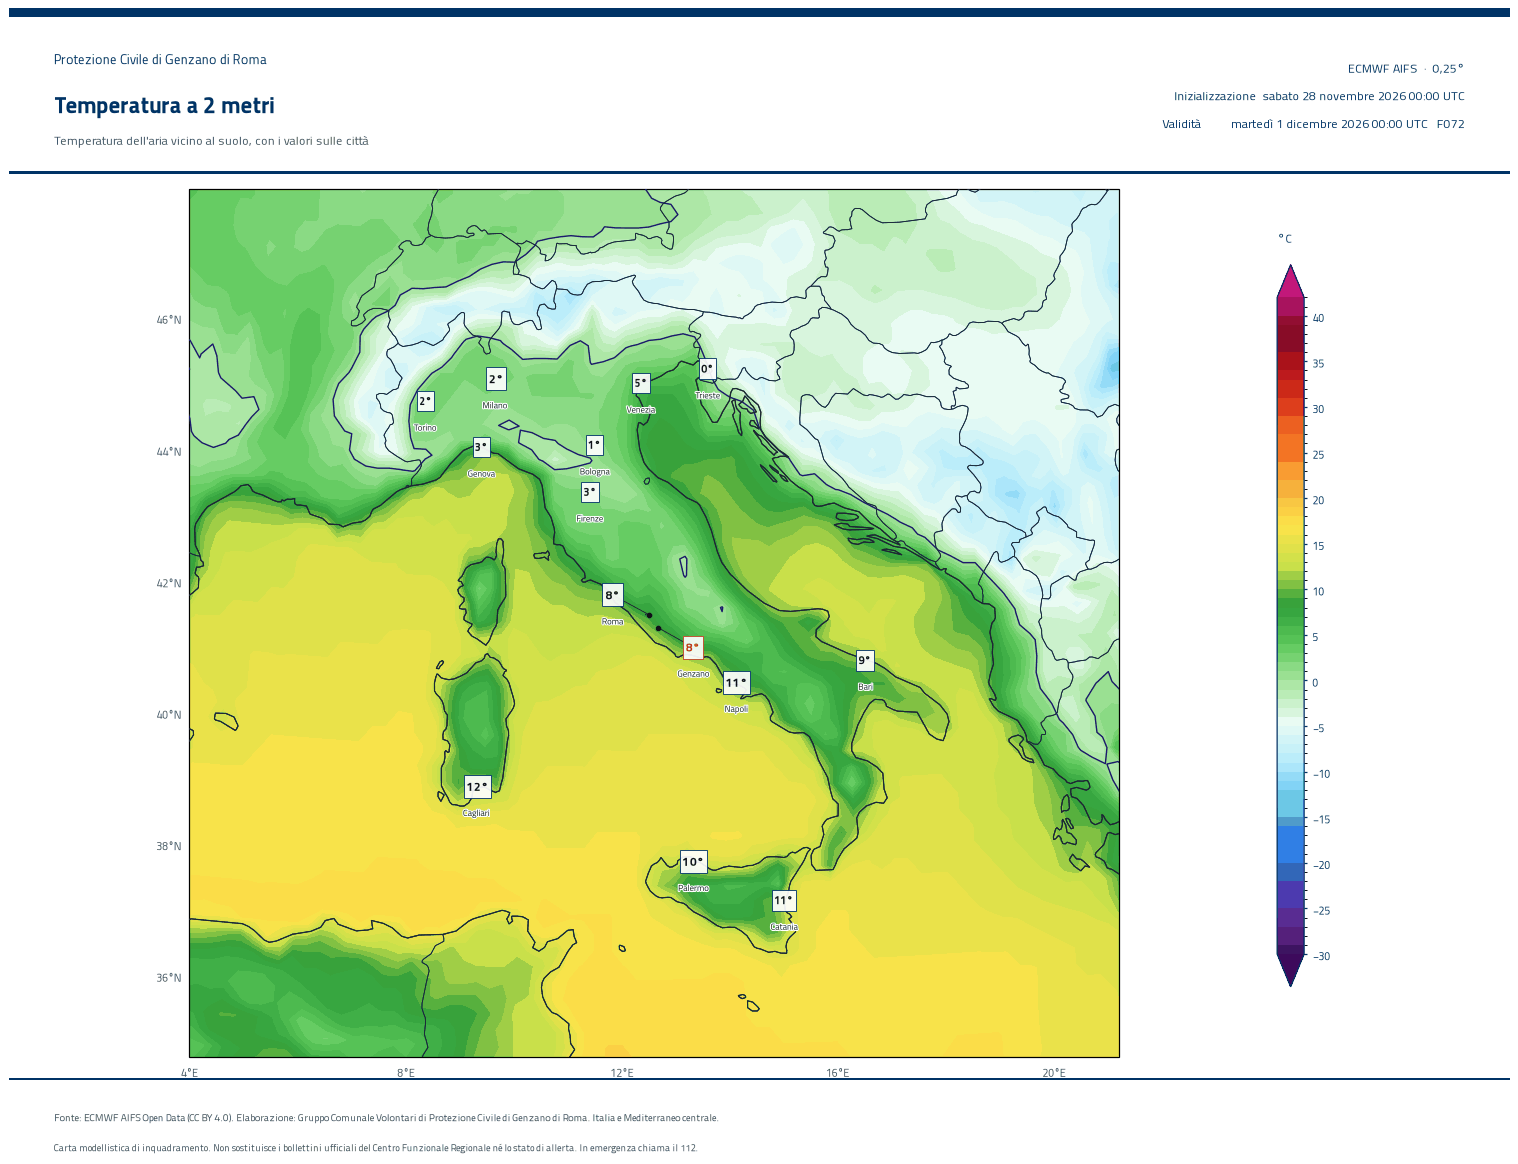 Protezione Civile di Genzano di Roma
Temperatura a 2 metri
Temperatura dell'aria vicino al suolo, con i valori sulle città
ECMWF AIFS · 0,25°
Inizializzazione sabato 28 novembre 2026 00:00 UTC
Validità martedì 1 dicembre 2026 00:00 UTC F072
°C
40
35
30
25
20
15
10
5
0
−5
−10
−15
−20
−25
−30
46°N
44°N
42°N
40°N
38°N
36°N
4°E
8°E
12°E
16°E
20°E
0°
Trieste
5°
Venezia
2°
Milano
2°
Torino
3°
Genova
1°
Bologna
3°
Firenze
8°
Roma
8°
Genzano
11°
Napoli
9°
Bari
12°
Cagliari
10°
Palermo
11°
Catania
Fonte: ECMWF AIFS Open Data (CC BY 4.0). Elaborazione: Gruppo Comunale Volontari di Protezione Civile di Genzano di Roma. Italia e Mediterraneo centrale.
Carta modellistica di inquadramento. Non sostituisce i bollettini ufficiali del Centro Funzionale Regionale né lo stato di allerta. In emergenza chiama il 112.